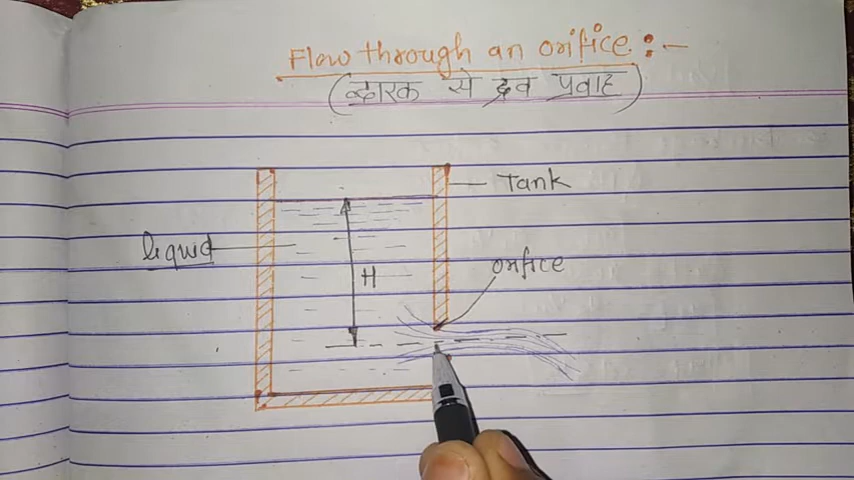 Flow through an orifice :-
(द्वारक से द्रव प्रवाह)
Tank
liquid
orifice
H